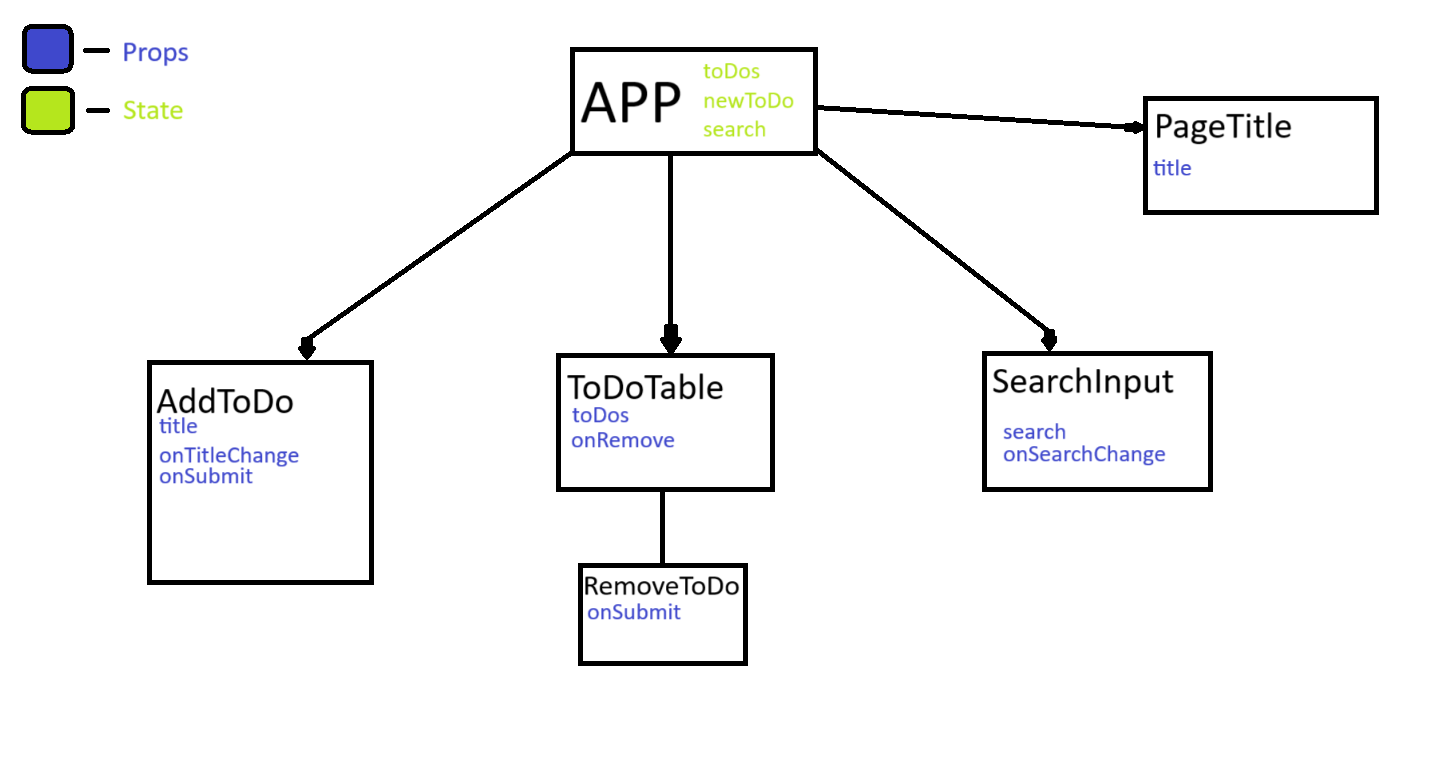 Props
State
APP
toDos
newToDo
search
PageTitle
title
AddToDo
title
onTitleChange
onSubmit
ToDoTable
toDos
onRemove
SearchInput
search
onSearchChange
RemoveToDo
onSubmit